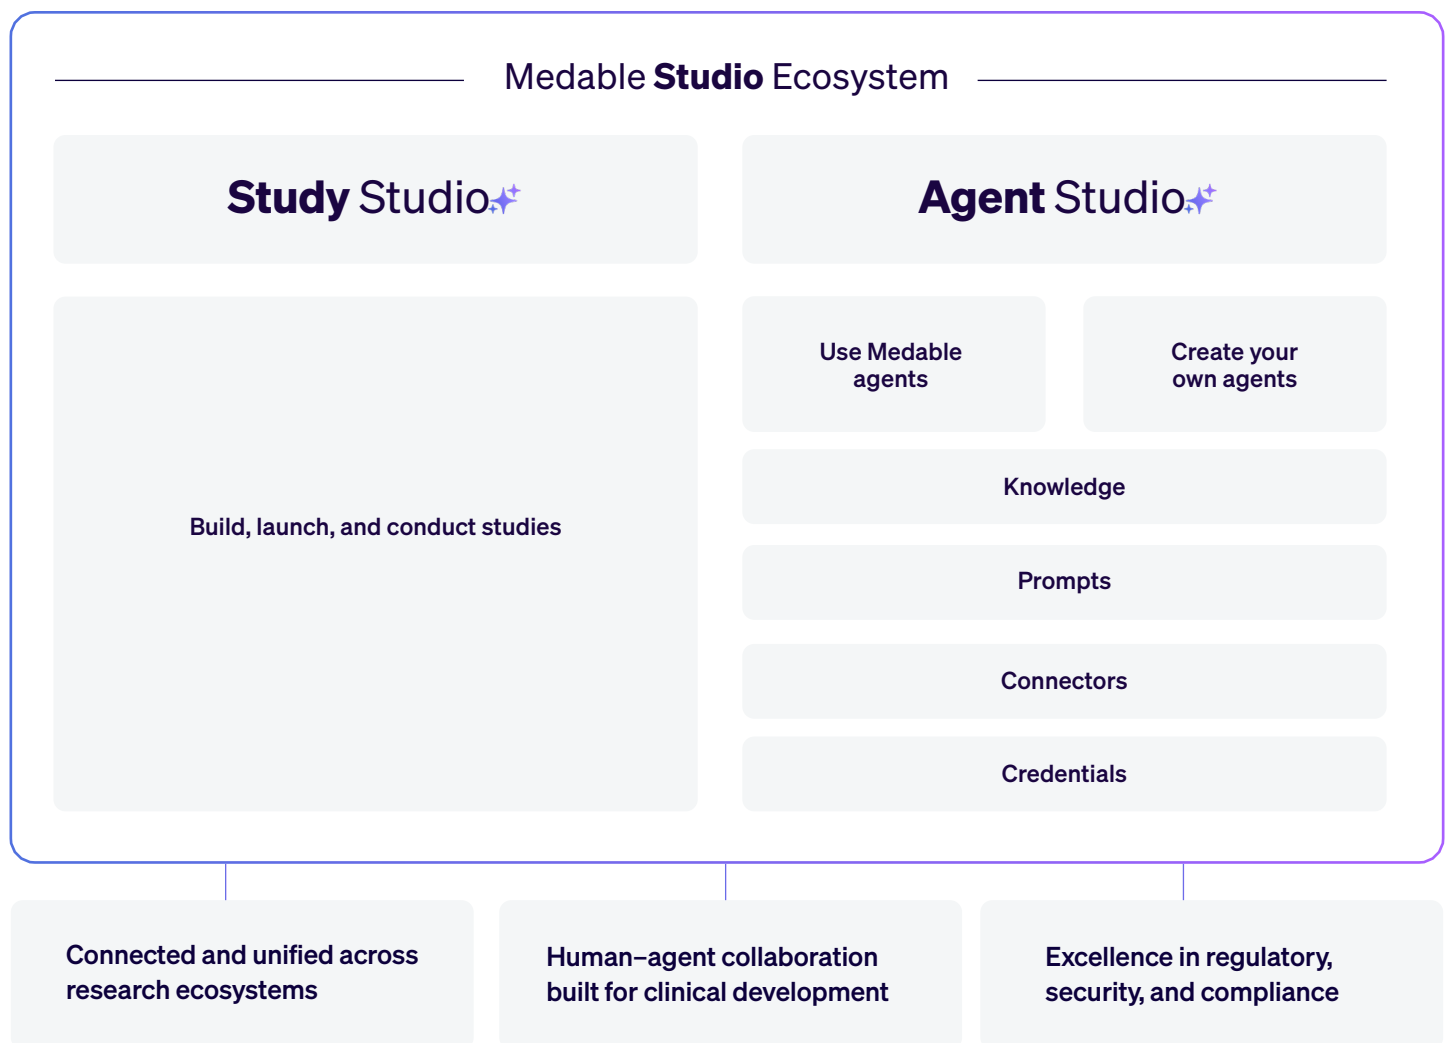 Medable Studio Ecosystem
Study Studio
Agent Studio
Build, launch, and conduct studies
Use Medable
agents
Create your
own agents
Knowledge
Prompts
Connectors
Credentials
Connected and unified across
research ecosystems
Human–agent collaboration
built for clinical development
Excellence in regulatory,
security, and compliance